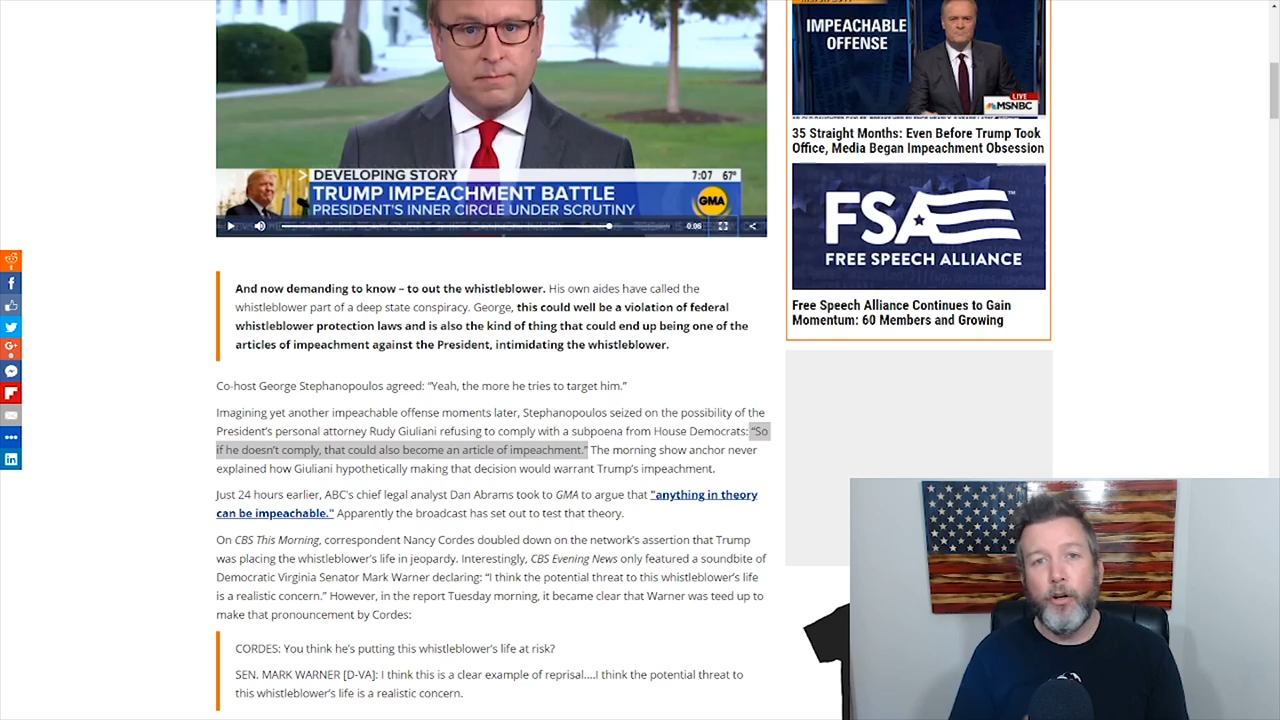 DEVELOPING STORY
7:07 67°
TRUMP IMPEACHMENT BATTLE
PRESIDENT'S INNER CIRCLE UNDER SCRUTINY
GMA
0:06
And now demanding to know – to out the whistleblower. His own aides have called the
whistleblower part of a deep state conspiracy. George, this could well be a violation of federal
whistleblower protection laws and is also the kind of thing that could end up being one of the
articles of impeachment against the President, intimidating the whistleblower.
Co-host George Stephanopoulos agreed: “Yeah, the more he tries to target him.”
Imagining yet another impeachable offense moments later, Stephanopoulos seized on the possibility of the
President’s personal attorney Rudy Giuliani refusing to comply with a subpoena from House Democrats: “So
if he doesn’t comply, that could also become an article of impeachment.” The morning show anchor never
explained how Giuliani hypothetically making that decision would warrant Trump’s impeachment.
Just 24 hours earlier, ABC’s chief legal analyst Dan Abrams took to GMA to argue that "anything in theory
can be impeachable." Apparently the broadcast has set out to test that theory.
On CBS This Morning, correspondent Nancy Cordes doubled down on the network’s assertion that Trump
was placing the whistleblower’s life in jeopardy. Interestingly, CBS Evening News only featured a soundbite of
Democratic Virginia Senator Mark Warner declaring: “I think the potential threat to this whistleblower’s life
is a realistic concern.” However, in the report Tuesday morning, it became clear that Warner was teed up to
make that pronouncement by Cordes:
CORDES: You think he’s putting this whistleblower’s life at risk?
SEN. MARK WARNER [D-VA]: I think this is a clear example of reprisal....I think the potential threat to
this whistleblower’s life is a realistic concern.
IMPEACHABLE
OFFENSE
LIVE
MSNBC
35 Straight Months: Even Before Trump Took
Office, Media Began Impeachment Obsession
FSA™
FREE SPEECH ALLIANCE
Free Speech Alliance Continues to Gain
Momentum: 60 Members and Growing